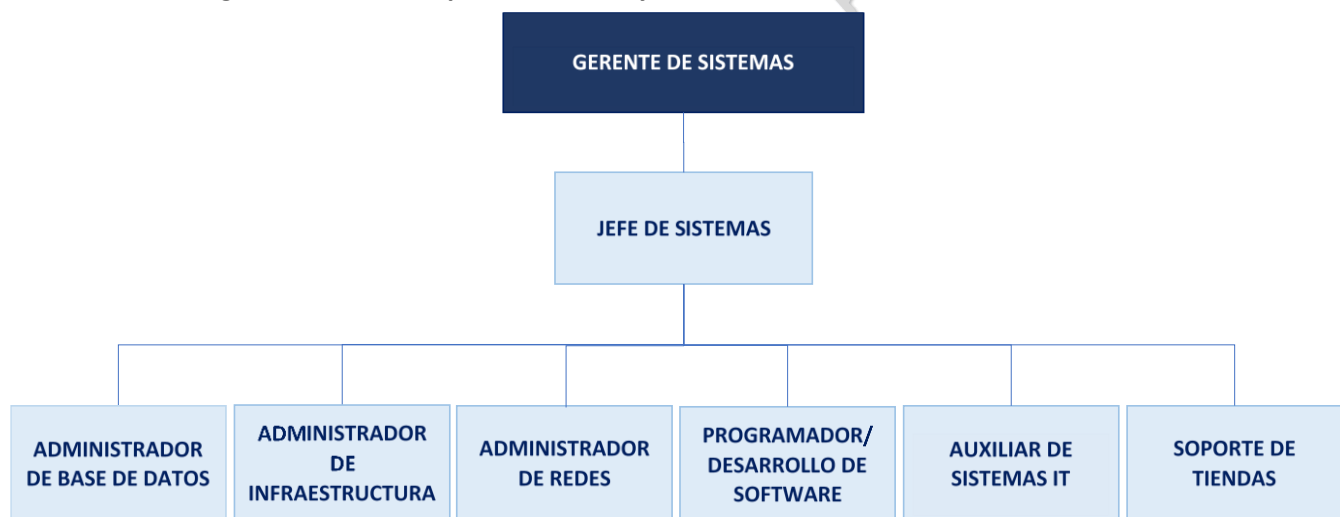 GERENTE DE SISTEMAS
JEFE DE SISTEMAS
ADMINISTRADOR
DE BASE DE DATOS
ADMINISTRADOR
DE
INFRAESTRUCTURA
ADMINISTRADOR
DE REDES
PROGRAMADOR/
DESARROLLO DE
SOFTWARE
AUXILIAR DE
SISTEMAS IT
SOPORTE DE
TIENDAS